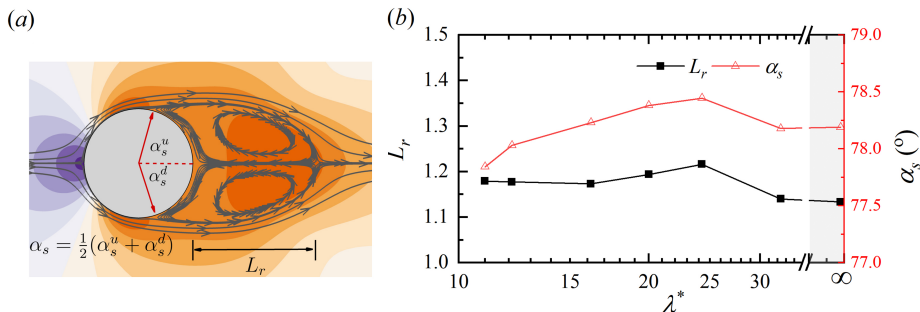 (a)
α_s^u
α_s^d
α_s = 1/2(α_s^u + α_s^d)
L_r
(b)
L_r α_s
1.5
1.4
1.3
1.2
1.1
1.0
L_r
79.0
78.5
78.0
77.5
77.0
α_s (°)
10 15 20 25 30 ∞
λ*